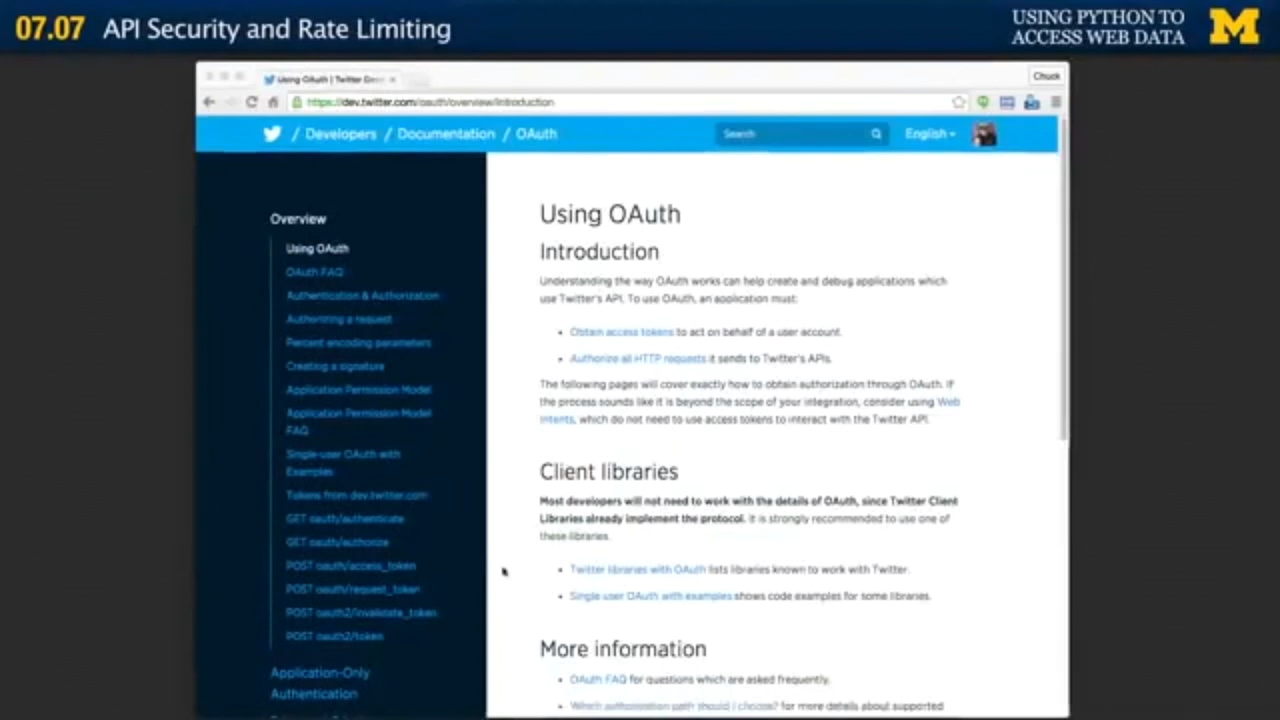 07.07 API Security and Rate Limiting
USING PYTHON TO
ACCESS WEB DATA
M
Using OAuth | Twitter Dev
Chuck
https://dev.twitter.com/oauth/overview/introduction
/ Developers / Documentation / OAuth
Search
English
Overview
Using OAuth
OAuth FAQ
Authentication & Authorization
Authorizing a request
Percent encoding parameters
Creating a signature
Application Permission Model
Application Permission Model
FAQ
Single-user OAuth with
Examples
Tokens from dev.twitter.com
GET oauth/authenticate
GET oauth/authorize
POST oauth/access_token
POST oauth/request_token
POST oauth2/invalidate_token
POST oauth2/token
Application-Only
Authentication
Using OAuth
Introduction
Understanding the way OAuth works can help create and debug applications which
use Twitter's API. To use OAuth, an application must:
• Obtain access tokens to act on behalf of a user account.
• Authorize all HTTP requests it sends to Twitter's APIs.
The following pages will cover exactly how to obtain authorization through OAuth. If
the process sounds like it is beyond the scope of your integration, consider using Web
Intents, which do not need to use access tokens to interact with the Twitter API.
Client libraries
Most developers will not need to work with the details of OAuth, since Twitter Client
Libraries already implement the protocol. It is strongly recommended to use one of
these libraries.
• Twitter libraries with OAuth lists libraries known to work with Twitter.
• Single user OAuth with examples shows code examples for some libraries.
More information
• OAuth FAQ for questions which are asked frequently.
• Which authorization path should I choose? for more details about supported